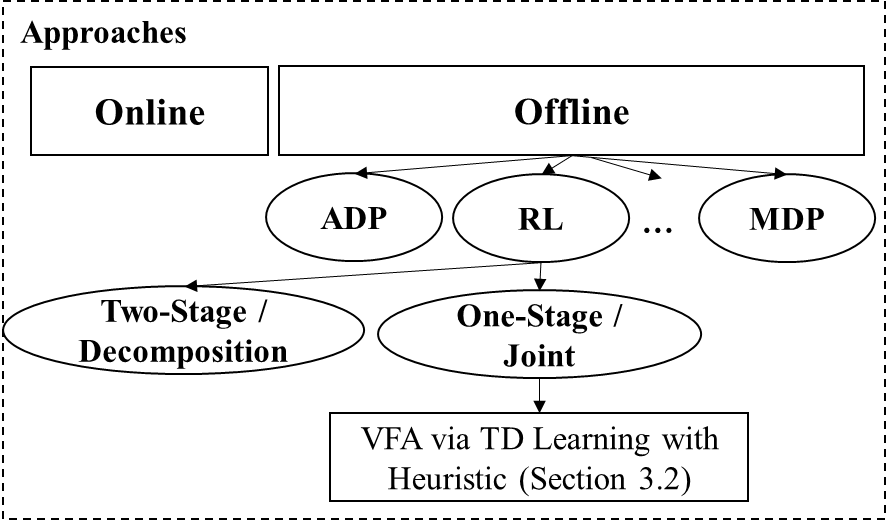 Approaches
Online
Offline
ADP
RL
...
MDP
Two-Stage /
Decomposition
One-Stage /
Joint
VFA via TD Learning with
Heuristic (Section 3.2)